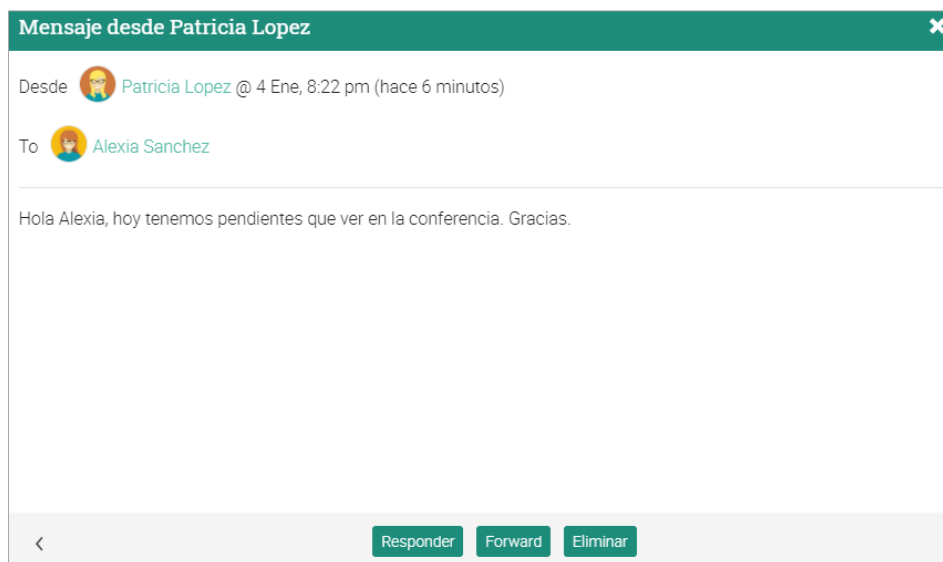 Mensaje desde Patricia Lopez
Desde Patricia Lopez @ 4 Ene, 8:22 pm (hace 6 minutos)
To Alexia Sanchez
Hola Alexia, hoy tenemos pendientes que ver en la conferencia. Gracias.
Responder Forward Eliminar